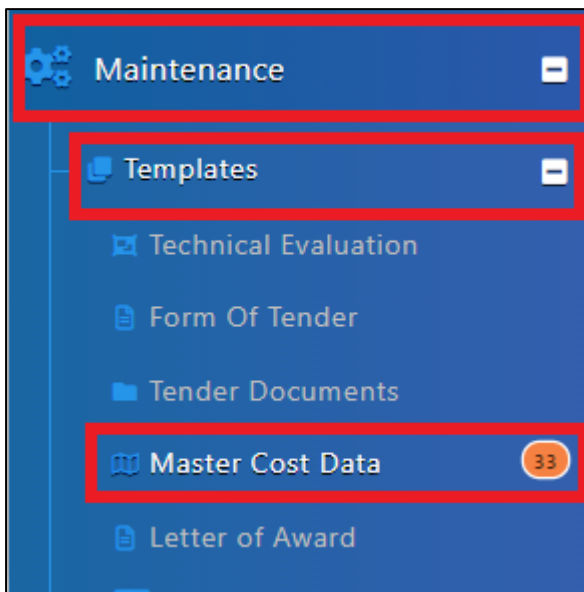 Maintenance
Templates
Technical Evaluation
Form Of Tender
Tender Documents
Master Cost Data 33
Letter of Award